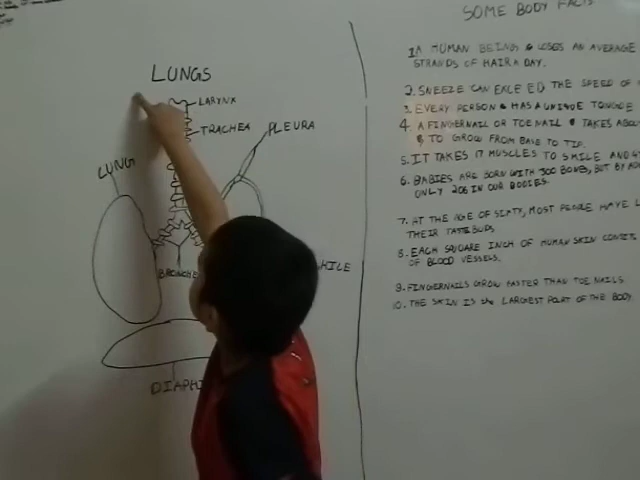 LUNGS
LARYNX
TRACHEA
PLEURA
LUNG
BRONCHE
HILE
DIAPH
SOME BODY FACTS
1. A HUMAN BEING LOSES AN AVERAGE
STRANDS OF HAIR A DAY.
2. SNEEZE CAN EXCEED THE SPEED OF
3. EVERY PERSON HAS A UNIQUE TONGUE
4. A FINGERNAIL OR TOENAIL TAKES ABOU
TO GROW FROM BASE TO TIP.
5. IT TAKES 17 MUSCLES TO SMILE AND
6. BABIES ARE BORN WITH 300 BONES, BUT BY
ONLY 206 IN OUR BODIES.
7. AT THE AGE OF SIXTY, MOST PEOPLE HAVE L
THEIR TASTEBUDS
8. EACH SQUARE INCH OF HUMAN SKIN
OF BLOOD VESSELS.
9. FINGERNAILS GROW FASTER THAN TOE NAILS
10. THE SKIN IS the LARGEST PART OF THE BODY